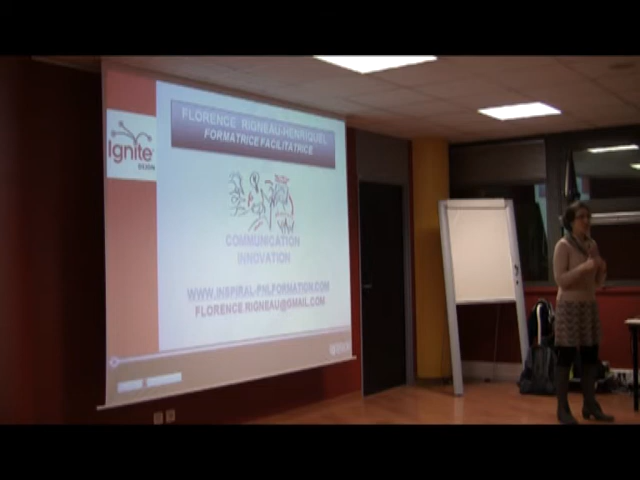 FLORENCE RIGNEAU-HENRIQUEL
FORMATRICE FACILITATRICE
Ignite
COMMUNICATION
INNOVATION
WWW.INSPIRAL-PNLFORMATION.COM
FLORENCE.RIGNEAU@GMAIL.COM